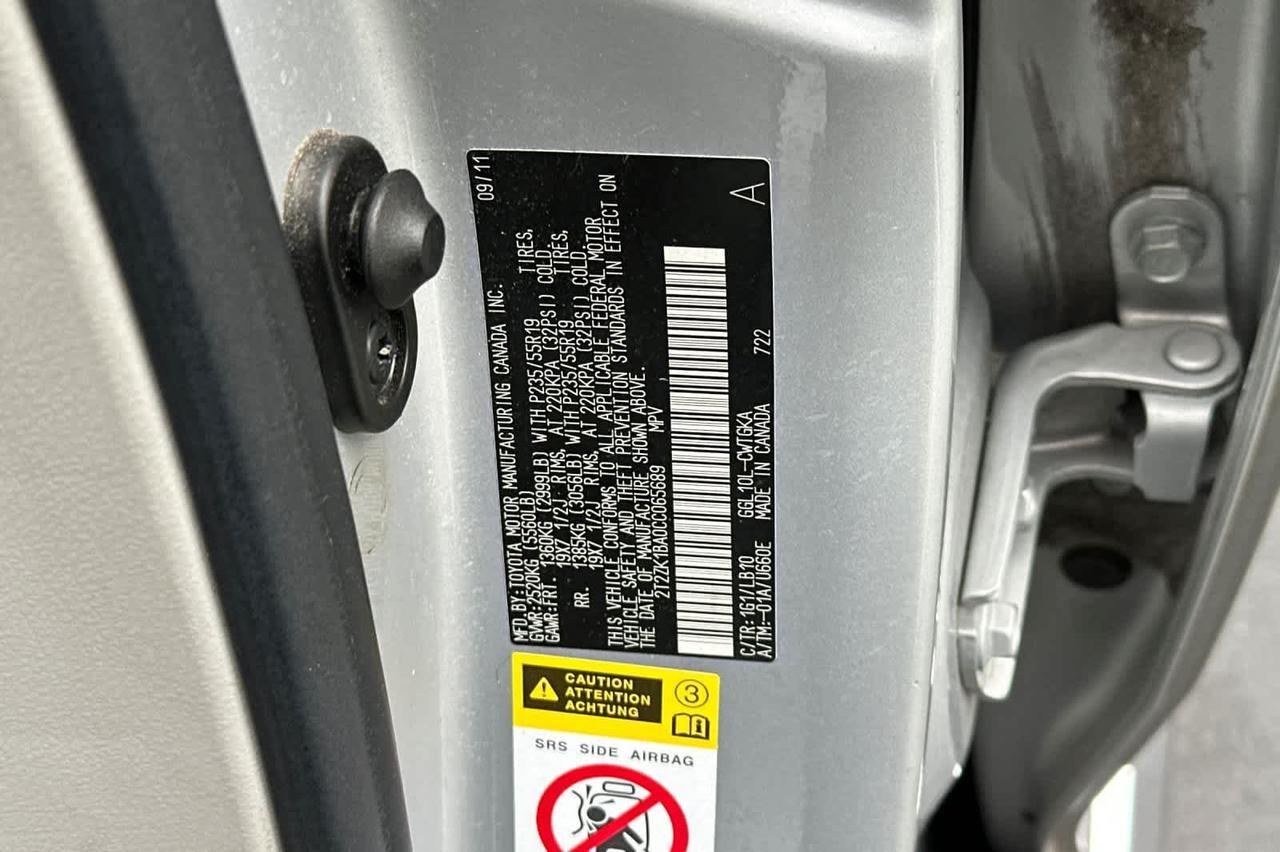 MFD.BY:TOYOTA MOTOR MANUFACTURING CANADA INC. 09/11
GVWR:2520KG (5560LB)
GAWR:FRT. 1360KG (2999LB) WITH P235/55R19 TIRES,
19X7 1/2J RIMS, AT 220KPA (32PSI) COLD.
RR. 1385KG (3056LB) WITH P235/55R19 TIRES,
19X7 1/2J RIMS, AT 220KPA (32PSI) COLD.
THIS VEHICLE CONFORMS TO ALL APPLICABLE FEDERAL MOTOR
VEHICLE SAFETY AND THEFT PREVENTION STANDARDS IN EFFECT ON
THE DATE OF MANUFACTURE SHOWN ABOVE.
2T2ZK1BA0CC065689 MPV
C/TR:1G1/LB10 GGL10L-CWTGKA 722
A/TM:-01A/U660E MADE IN CANADA A
CAUTION
ATTENTION
ACHTUNG
3
i
SRS SIDE AIRBAG